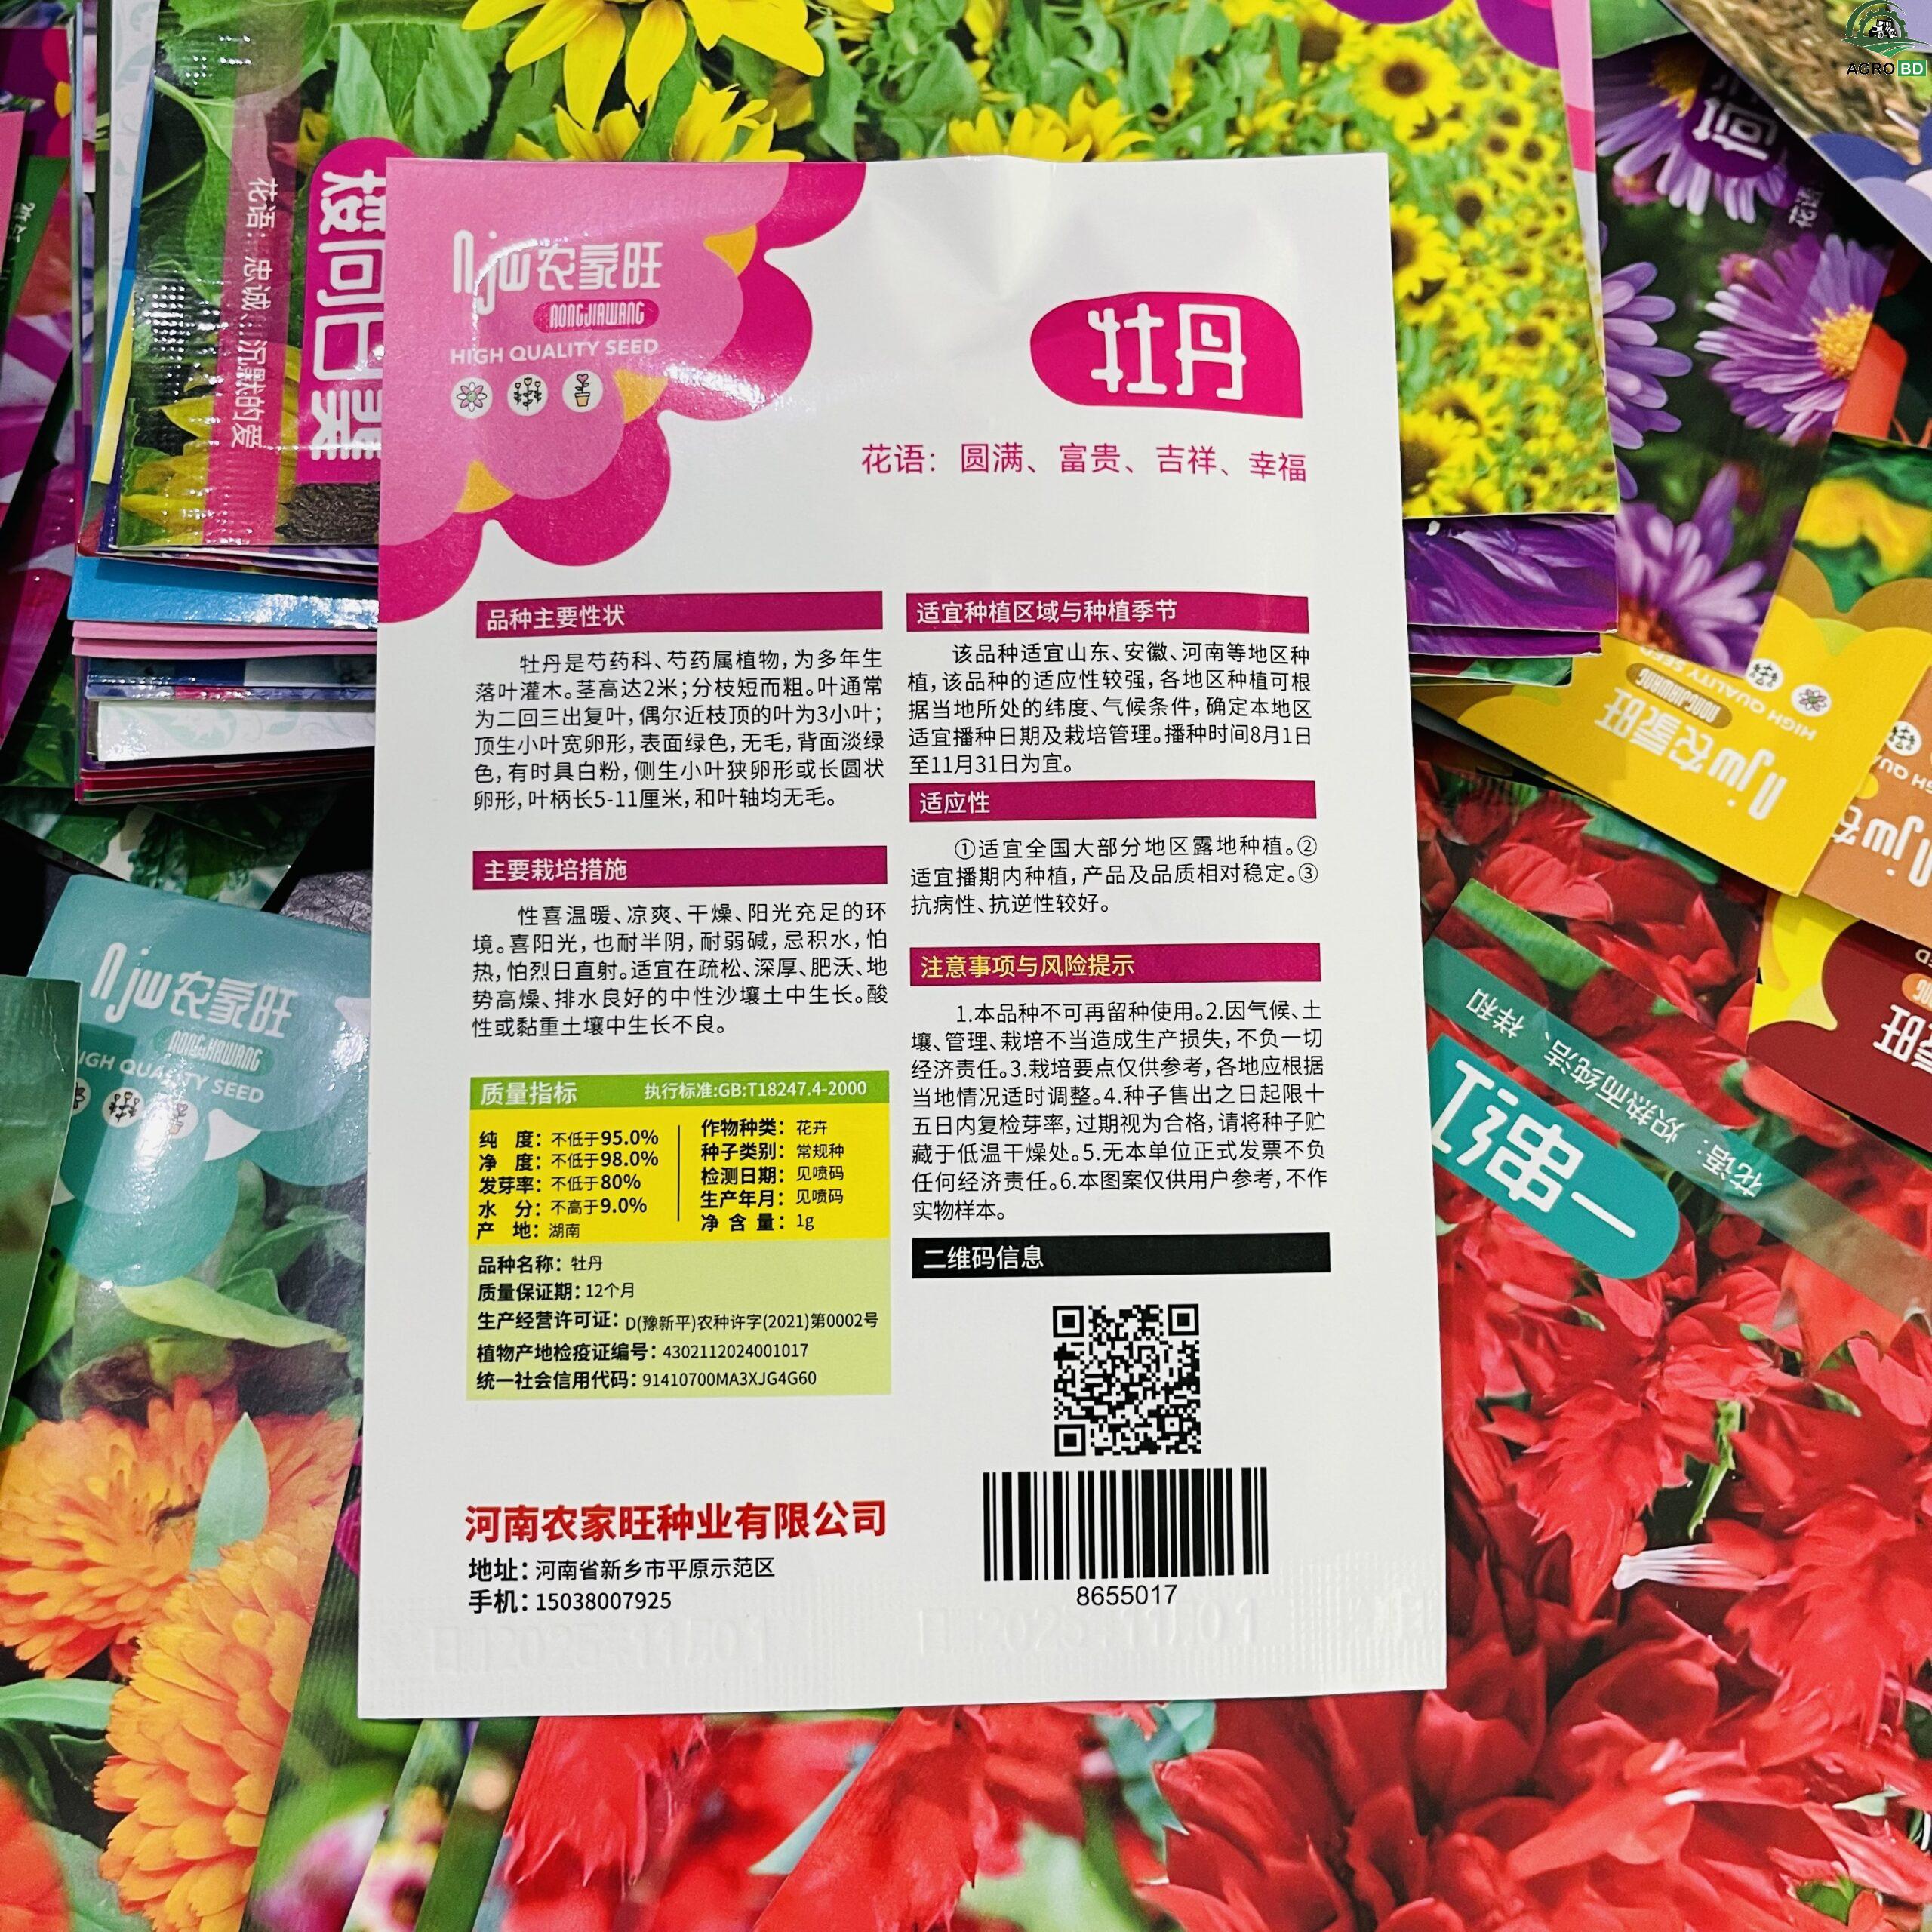 AGRO BD
花语：忠诚、沉默的爱
矮向日葵
njw农家旺
NONGJIAWANG
HIGH QUALITY SEED
牡丹
花语：圆满、富贵、吉祥、幸福
品种主要性状
牡丹是芍药科、芍药属植物，为多年生
落叶灌木。茎高达2米；分枝短而粗。叶通常
为二回三出复叶，偶尔近枝顶的叶为3小叶；
顶生小叶宽卵形，表面绿色，无毛，背面淡绿
色，有时具白粉，侧生小叶狭卵形或长圆状
卵形，叶柄长5-11厘米，和叶轴均无毛。
主要栽培措施
性喜温暖、凉爽、干燥、阳光充足的环
境。喜阳光，也耐半阴，耐弱碱，忌积水，怕
热，怕烈日直射。适宜在疏松、深厚、肥沃、地
势高燥、排水良好的中性沙壤土中生长。酸
性或黏重土壤中生长不良。
质量指标 执行标准:GB:T18247.4-2000
纯 度：不低于95.0%
净 度：不低于98.0%
发芽率：不低于80%
水 分：不高于9.0%
产 地：湖南
作物种类：花卉
种子类别：常规种
检测日期：见喷码
生产年月：见喷码
净 含 量：1g
品种名称：牡丹
质量保证期：12个月
生产经营许可证：D(豫新平)农种许字(2021)第0002号
植物产地检疫证编号：4302112024001017
统一社会信用代码：91410700MA3XJG4G60
河南农家旺种业有限公司
地址：河南省新乡市平原示范区
手机：15038007925
适宜种植区域与种植季节
该品种适宜山东、安徽、河南等地区种
植，该品种的适应性较强，各地区种植可根
据当地所处的纬度、气候条件，确定本地区
适宜播种日期及栽培管理。播种时间8月1日
至11月31日为宜。
适应性
①适宜全国大部分地区露地种植。②
适宜播期内种植，产品及品质相对稳定。③
抗病性、抗逆性较好。
注意事项与风险提示
1.本品种不可再留种使用。2.因气候、土
壤、管理、栽培不当造成生产损失，不负一切
经济责任。3.栽培要点仅供参考，各地应根据
当地情况适时调整。4.种子售出之日起限十
五日内复检芽率，过期视为合格，请将种子贮
藏于低温干燥处。5.无本单位正式发票不负
任何经济责任。6.本图案仅供用户参考，不作
实物样本。
二维码信息
8655017
njw农家旺
NONGJIAWANG
HIGH QUALITY SEED
njw农家旺
NONGJIAWANG
HIGH QUALITY SEED
一串红
花语：炽热而纯洁、祥和